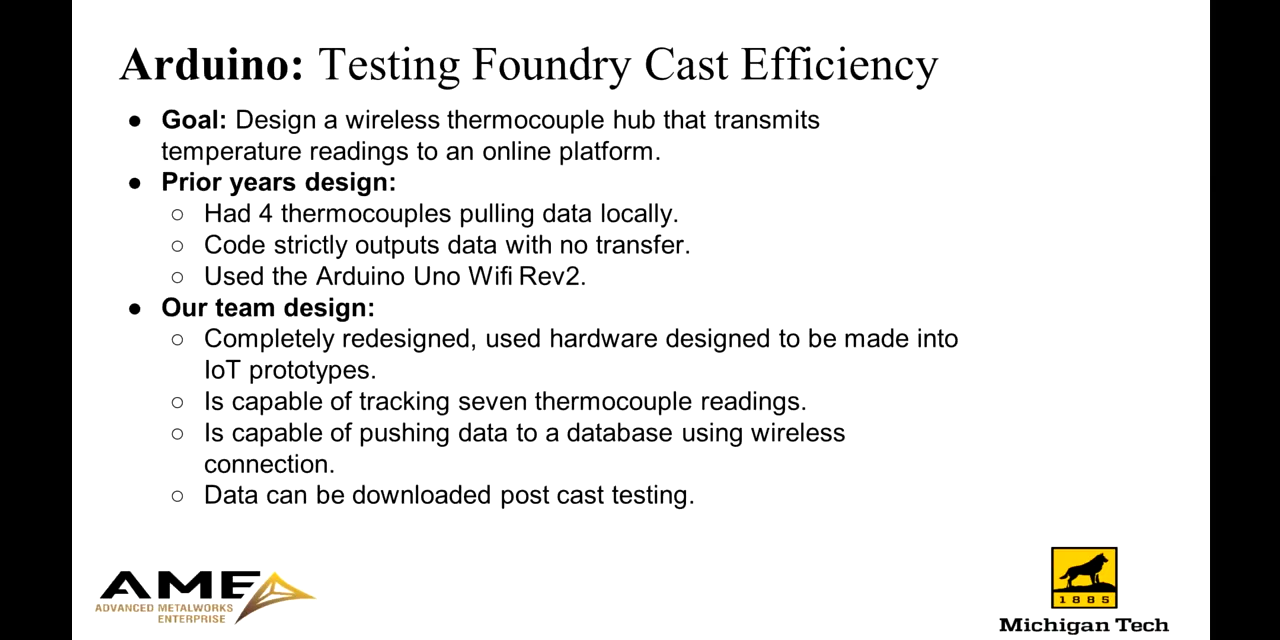 Arduino: Testing Foundry Cast Efficiency
● Goal: Design a wireless thermocouple hub that transmits
temperature readings to an online platform.
● Prior years design:
○ Had 4 thermocouples pulling data locally.
○ Code strictly outputs data with no transfer.
○ Used the Arduino Uno Wifi Rev2.
● Our team design:
○ Completely redesigned, used hardware designed to be made into
IoT prototypes.
○ Is capable of tracking seven thermocouple readings.
○ Is capable of pushing data to a database using wireless
connection.
○ Data can be downloaded post cast testing.
AME
ADVANCED METALWORKS
ENTERPRISE
1885
Michigan Tech